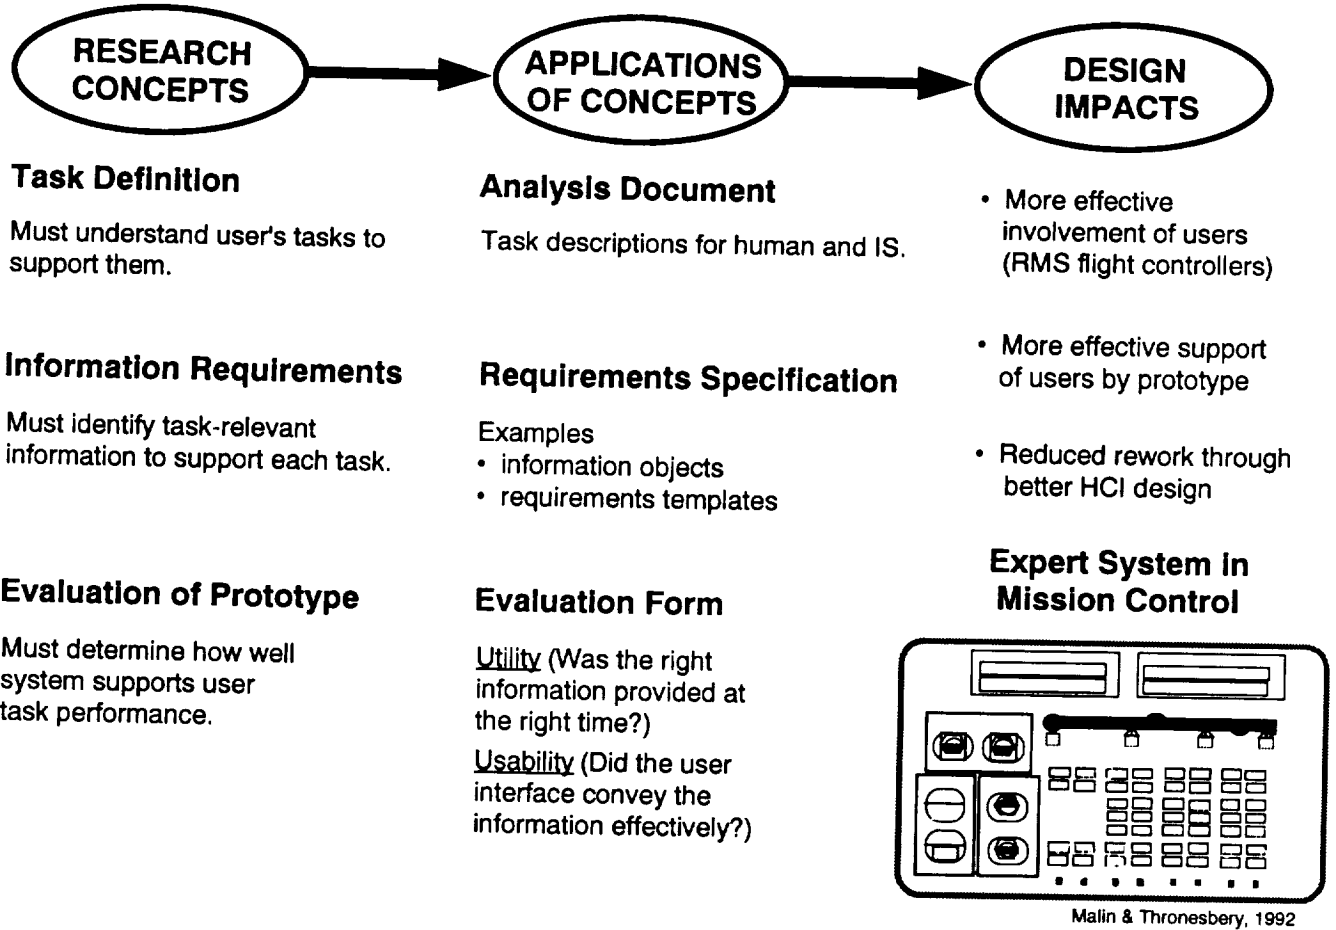 RESEARCH
CONCEPTS
APPLICATIONS
OF CONCEPTS
DESIGN
IMPACTS
Task Definition
Must understand user's tasks to
support them.
Analysis Document
Task descriptions for human and IS.
• More effective
involvement of users
(RMS flight controllers)
Information Requirements
Must identify task-relevant
information to support each task.
Requirements Specification
Examples
• information objects
• requirements templates
• More effective support
of users by prototype
• Reduced rework through
better HCI design
Evaluation of Prototype
Must determine how well
system supports user
task performance.
Evaluation Form
Utility (Was the right
information provided at
the right time?)
Usability (Did the user
interface convey the
information effectively?)
Expert System in
Mission Control
Malin & Thronesbery, 1992